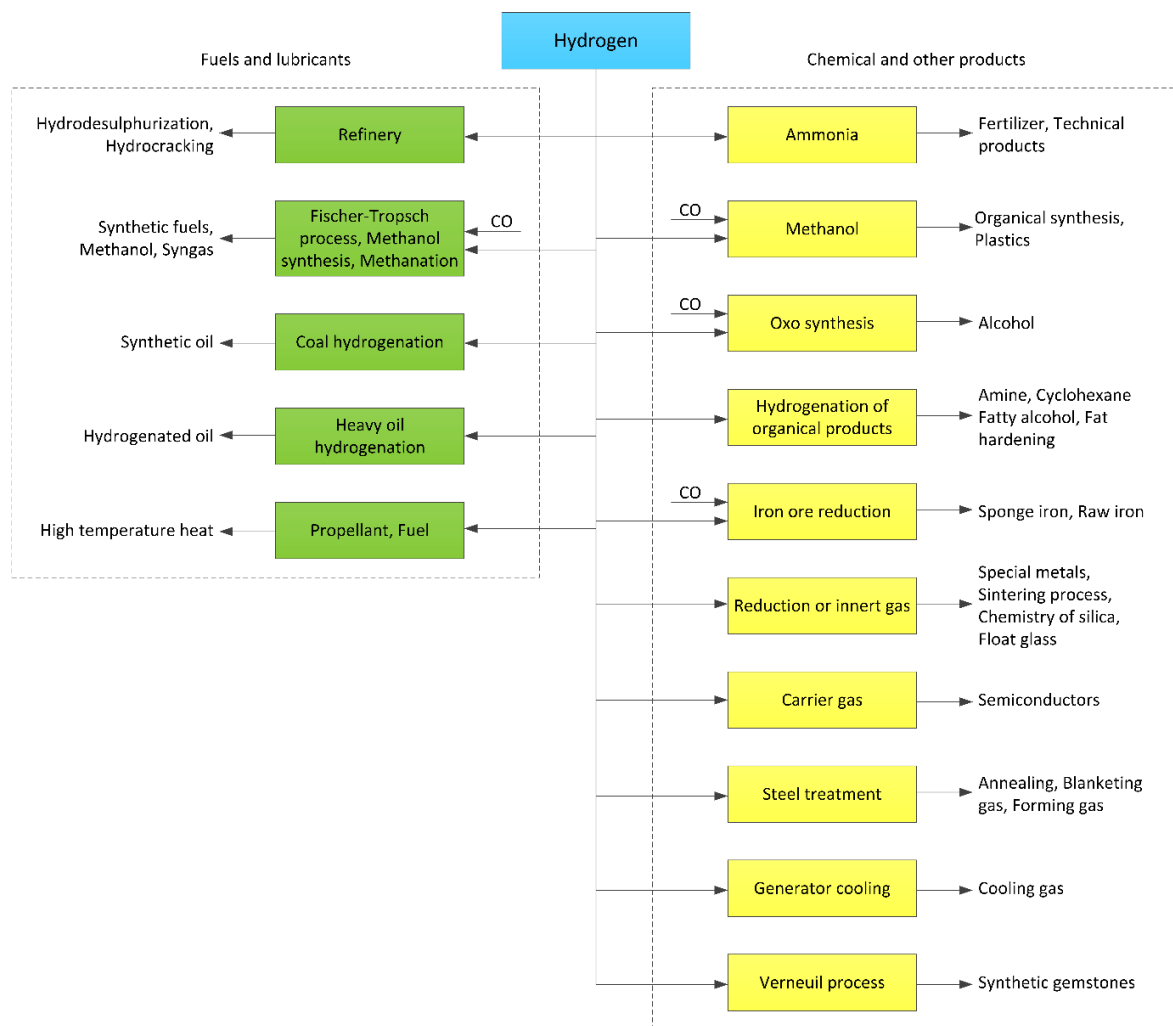 Hydrogen
Fuels and lubricants
Chemical and other products
Hydrodesulphurization,
Hydrocracking
Refinery
Ammonia
Fertilizer, Technical
products
Synthetic fuels,
Methanol, Syngas
Fischer-Tropsch
process, Methanol
synthesis, Methanation
CO
CO
Methanol
Organical synthesis,
Plastics
Synthetic oil
Coal hydrogenation
CO
Oxo synthesis
Alcohol
Hydrogenated oil
Heavy oil
hydrogenation
Hydrogenation of
organical products
Amine, Cyclohexane
Fatty alcohol, Fat
hardening
High temperature heat
Propellant, Fuel
CO
Iron ore reduction
Sponge iron, Raw iron
Reduction or innert gas
Special metals,
Sintering process,
Chemistry of silica,
Float glass
Carrier gas
Semiconductors
Steel treatment
Annealing, Blanketing
gas, Forming gas
Generator cooling
Cooling gas
Verneuil process
Synthetic gemstones